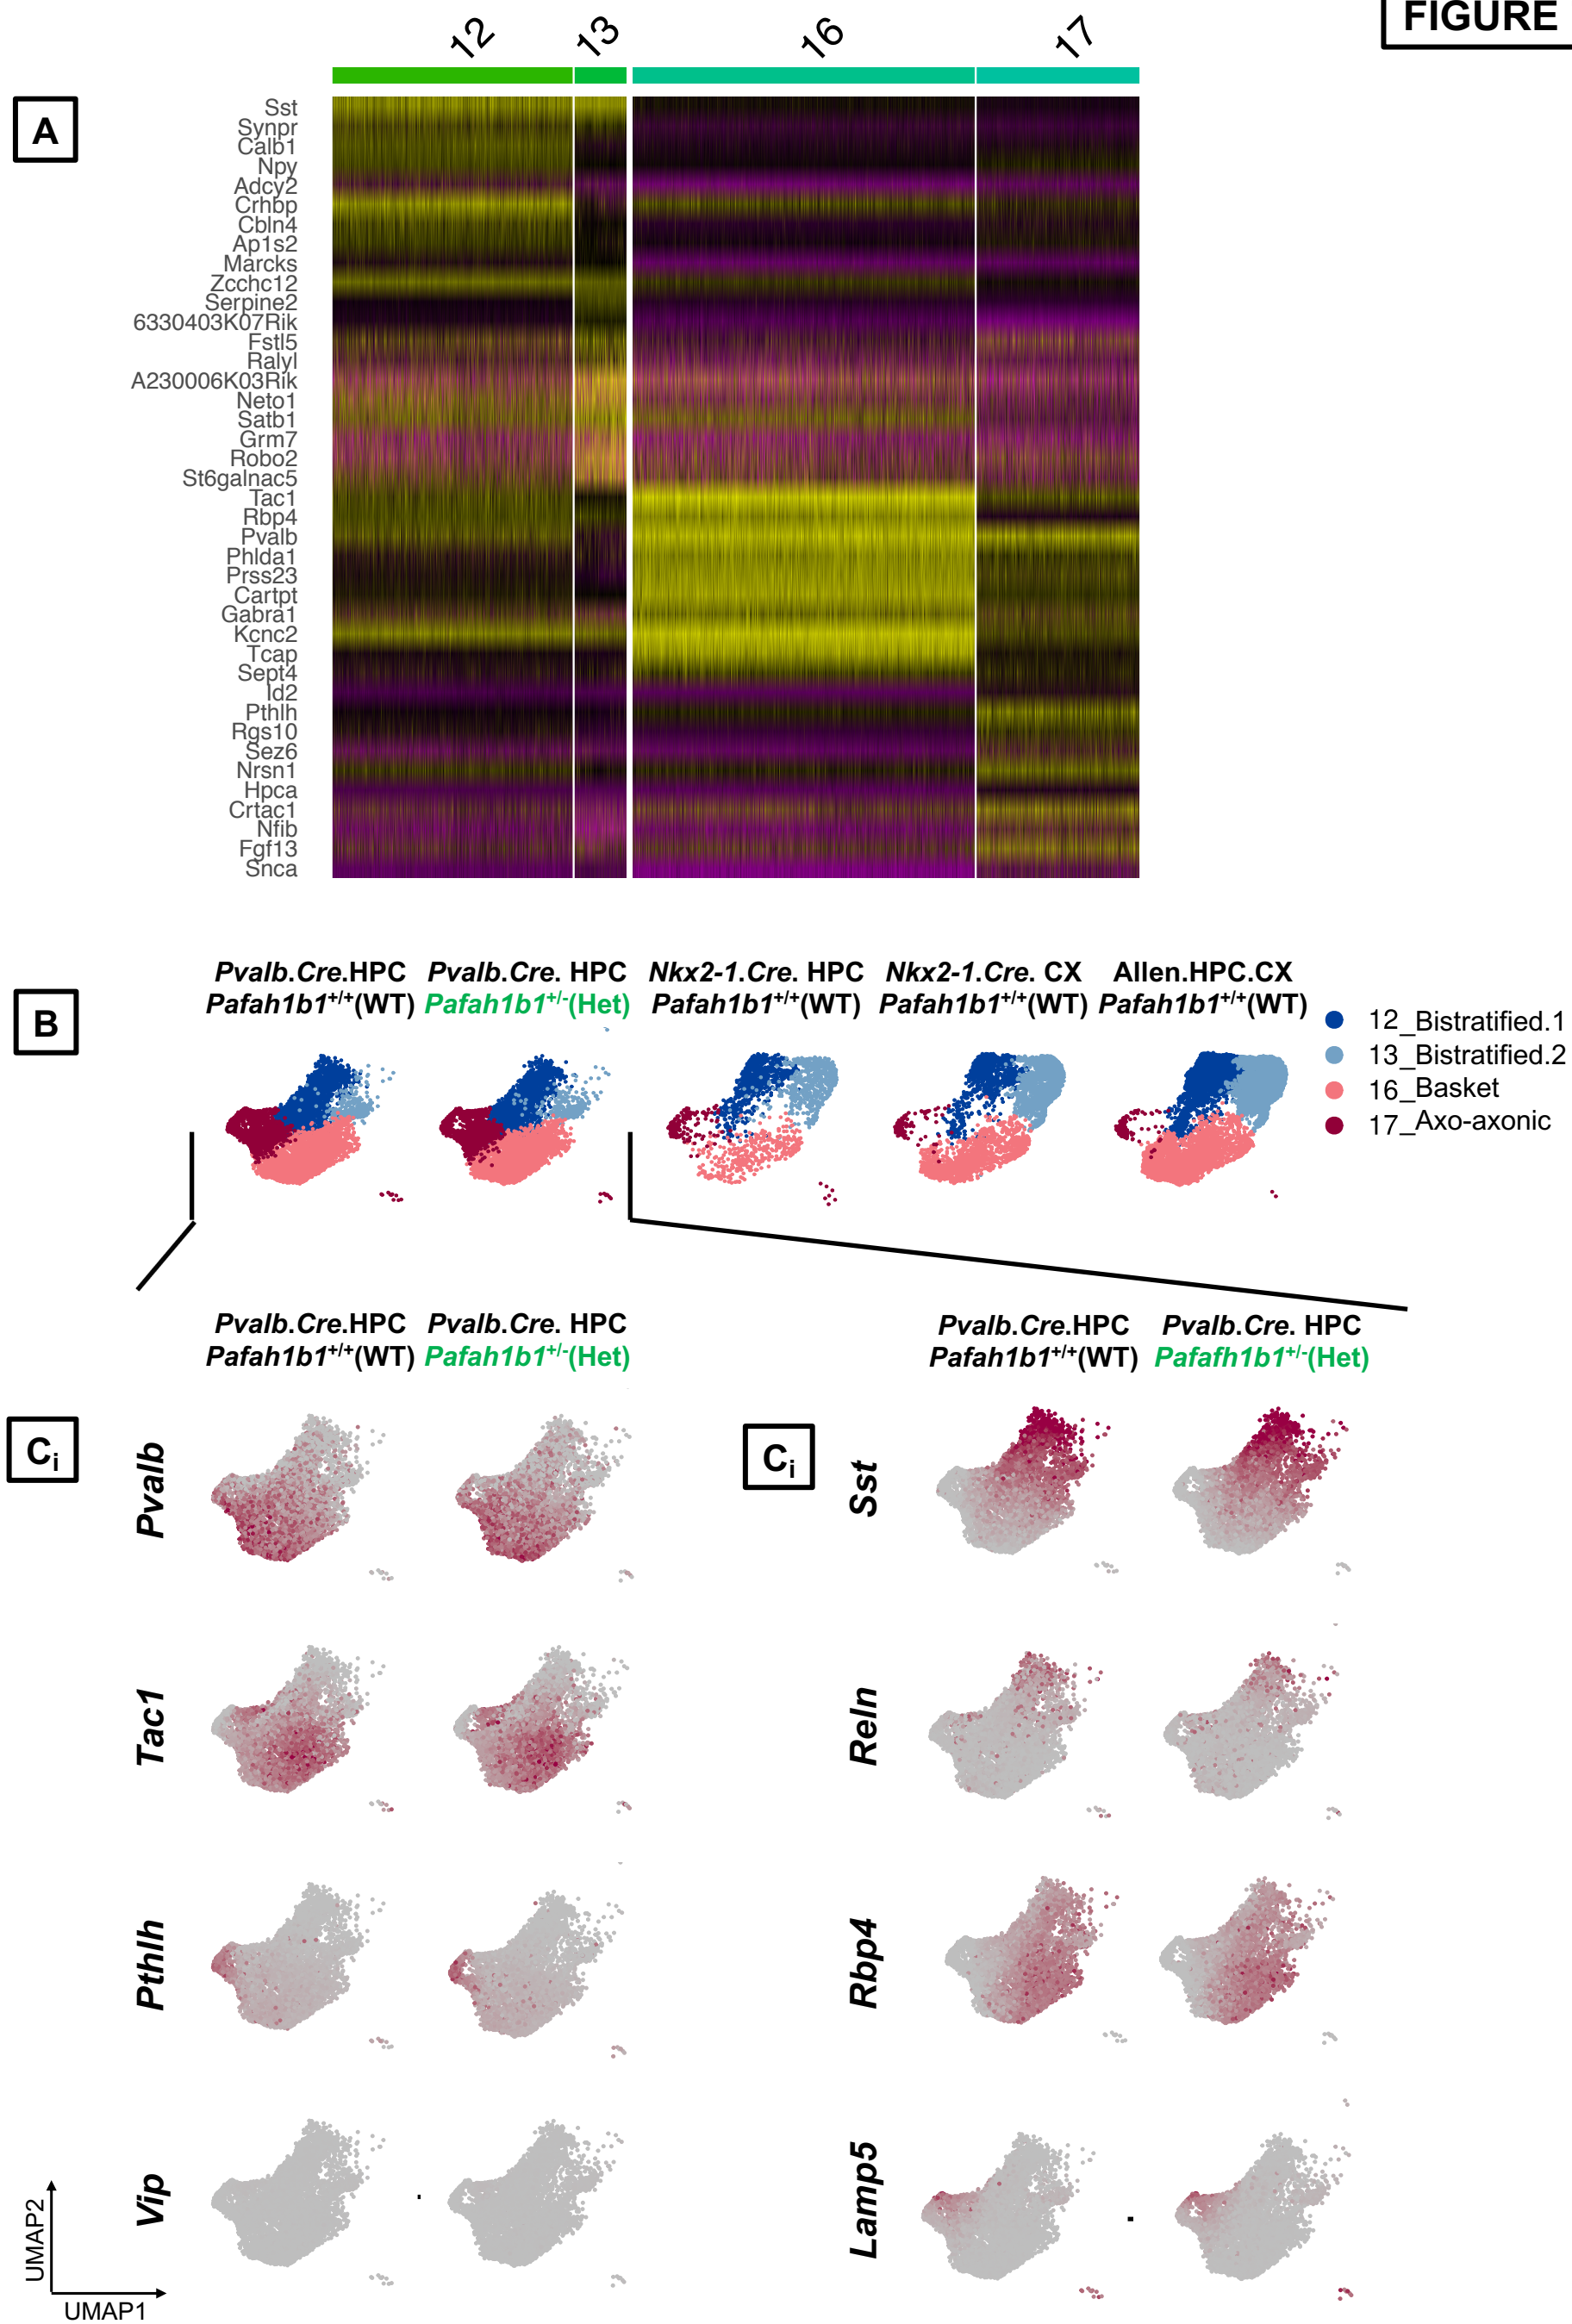 FIGURE
12 13 16 17
A
Sst
Synpr
Calb1
Npy
Adcy2
Crhbp
Cbln4
Ap1s2
Marcks
Zcchc12
Serpine2
6330403K07Rik
Fstl5
Ralyl
A230006K03Rik
Neto1
Satb1
Grm7
Robo2
St6galnac5
Tac1
Rbp4
Pvalb
Phlda1
Prss23
Cartpt
Gabra1
Kcnc2
Tcap
Sept4
Id2
Pthlh
Rgs10
Sez6
Nrsn1
Hpca
Crtac1
Nfib
Fgf13
Snca
B
Pvalb.Cre.HPC Pvalb.Cre. HPC Nkx2-1.Cre. HPC Nkx2-1.Cre. CX Allen.HPC.CX
Pafah1b1+/+(WT) Pafah1b1+/-(Het) Pafah1b1+/+(WT) Pafah1b1+/+(WT) Pafah1b1+/+(WT)
12_Bistratified.1
13_Bistratified.2
16_Basket
17_Axo-axonic
Pvalb.Cre.HPC Pvalb.Cre. HPC
Pafah1b1+/+(WT) Pafah1b1+/-(Het)
Pvalb.Cre.HPC Pvalb.Cre. HPC
Pafah1b1+/+(WT) Pafafh1b1+/-(Het)
Ci
Pvalb
Tac1
Pthlh
Vip
Ci
Sst
Reln
Rbp4
Lamp5
UMAP2
UMAP1